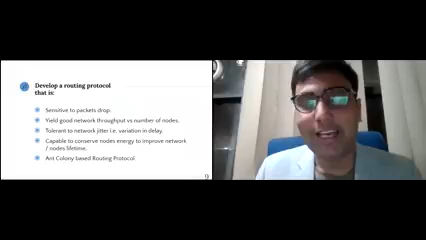 Develop a routing protocol
that is:
Sensitive to packets drop.
Yield good network throughput vs number of nodes.
Tolerant to network jitter i.e. variation in delay.
Capable to conserve nodes energy to improve network
/ nodes lifetime.
Ant Colony based Routing Protocol
13